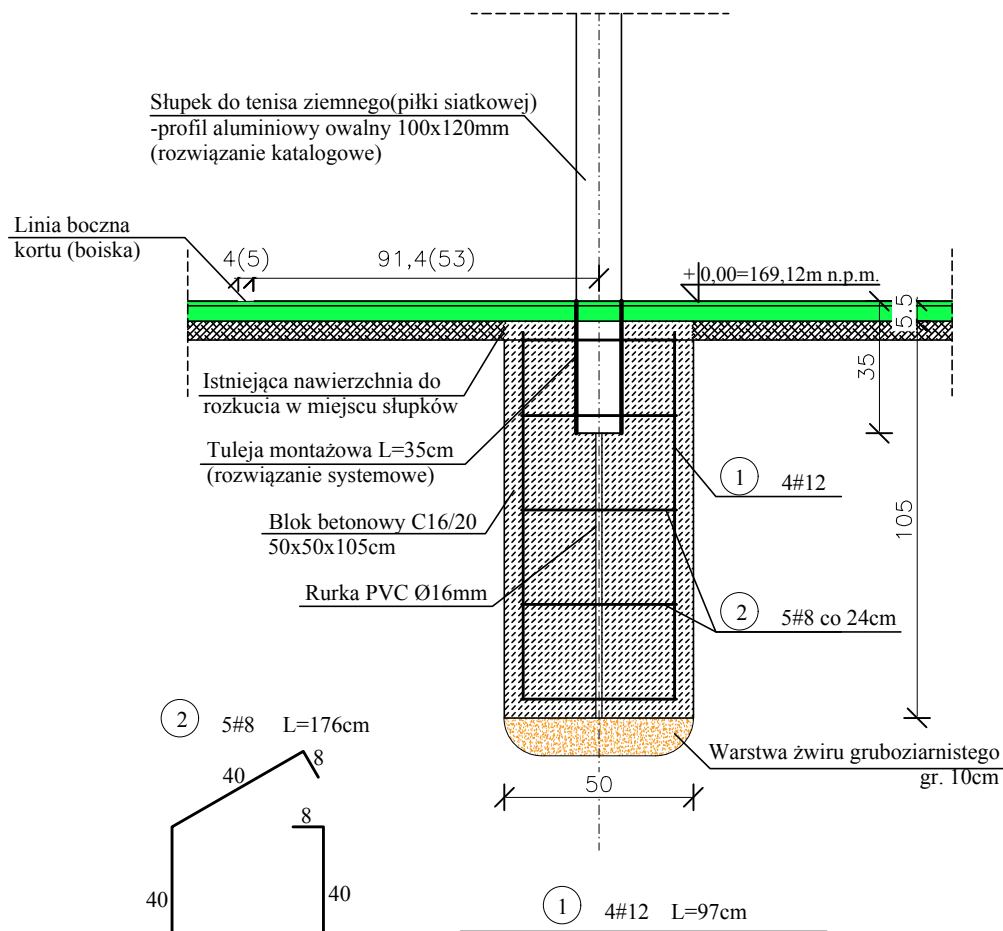 Słupek do tenisa ziemnego(piłki siatkowej)
-profil aluminiowy owalny 100x120mm
(rozwiązanie katalogowe)
Linia boczna
kortu (boiska)
4(5)
91,4(53)
+0,00=169,12m n.p.m.
5.5
35
105
Istniejąca nawierzchnia do
rozkucia w miejscu słupków
Tuleja montażowa L=35cm
(rozwiązanie systemowe)
1 4#12
Blok betonowy C16/20
50x50x105cm
Rurka PVC Ø16mm
2 5#8 co 24cm
Warstwa żwiru gruboziarnistego
gr. 10cm
50
2 5#8 L=176cm
40
8
8
40
40
1 4#12 L=97cm